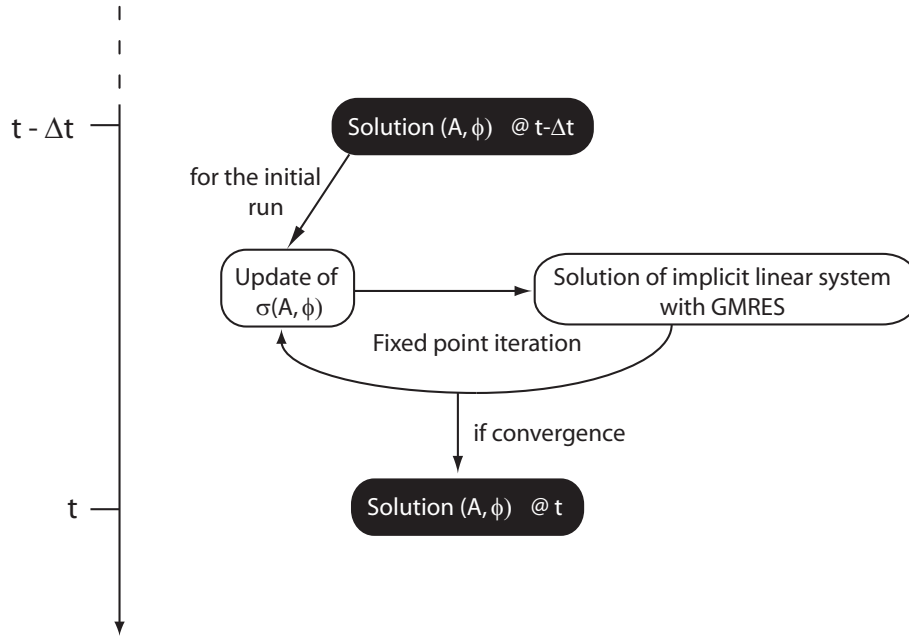 t - Δt
Solution (A, ϕ) @ t-Δt
for the initial
run
Update of
σ(A, ϕ)
Solution of implicit linear system
with GMRES
Fixed point iteration
if convergence
t
Solution (A, ϕ) @ t